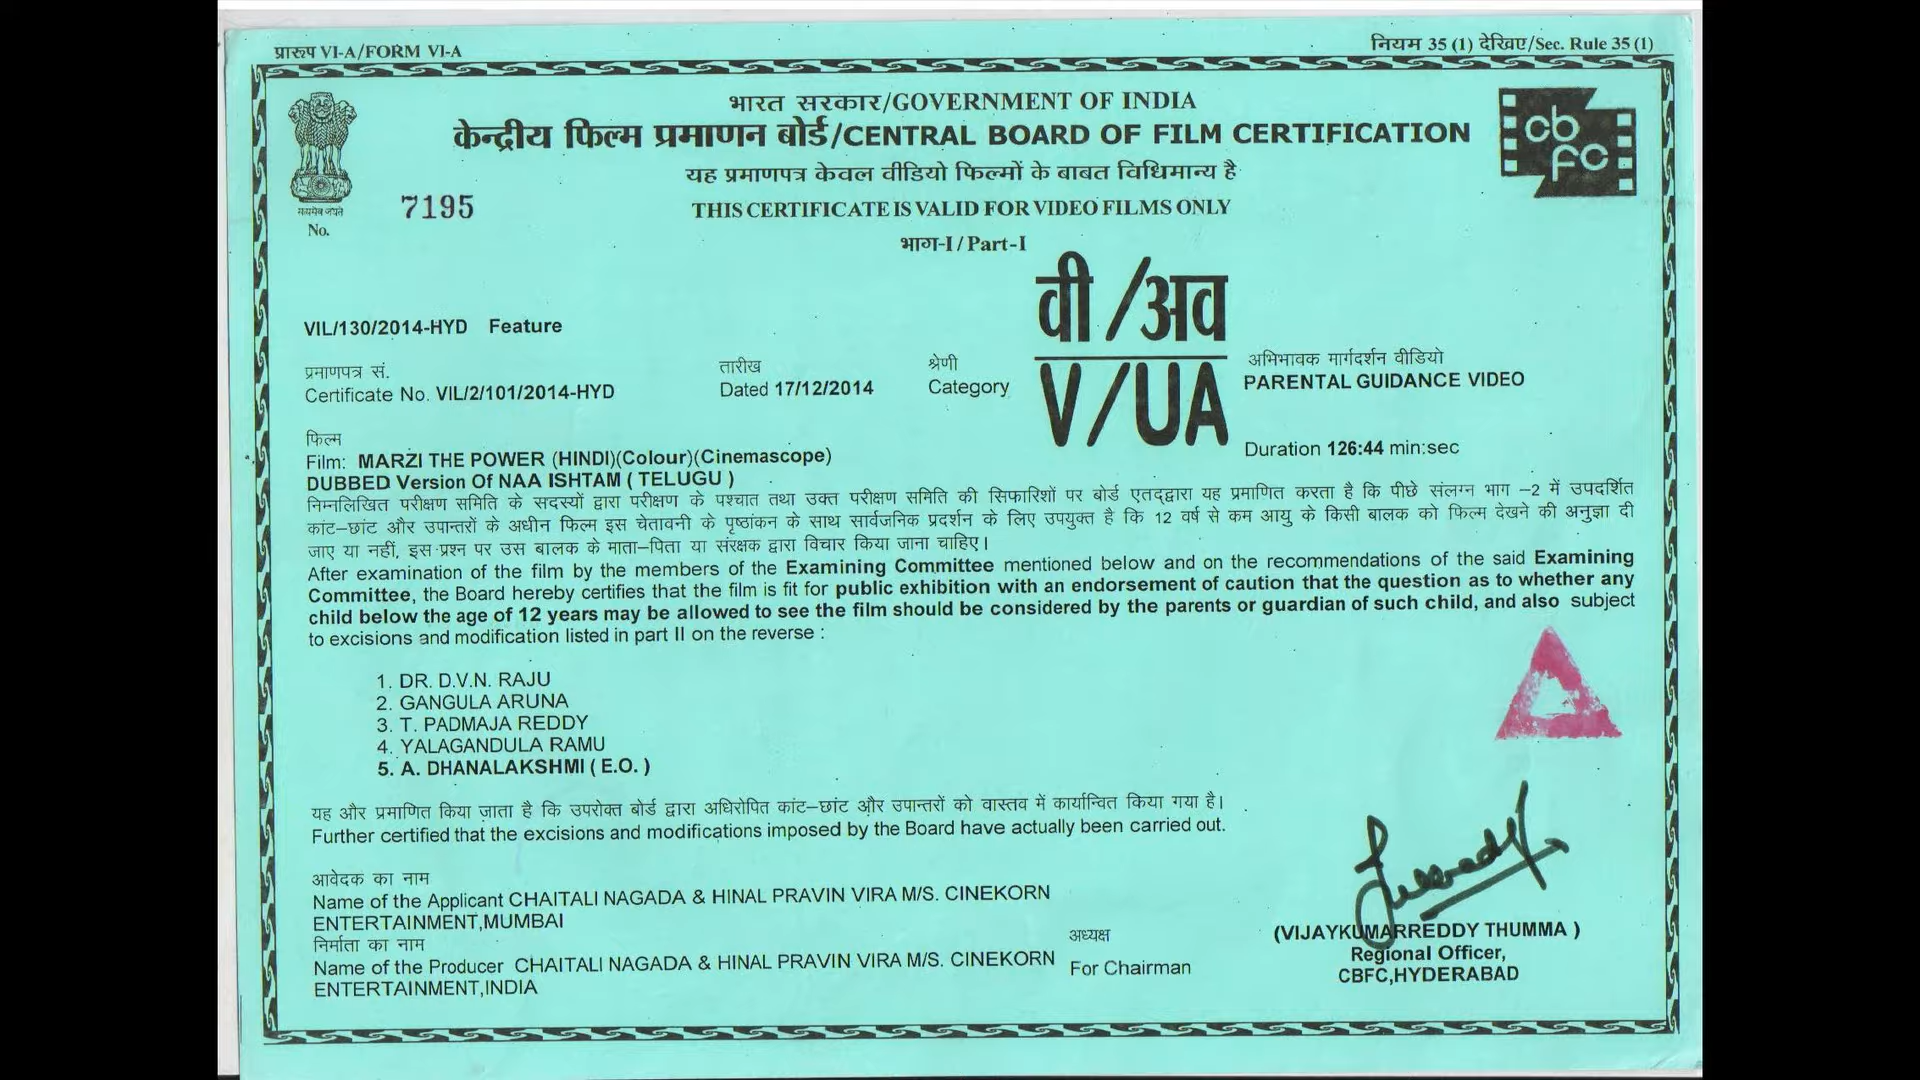 प्रारूप VI-A/FORM VI-A
नियम 35 (1) देखिए/Sec. Rule 35 (1)
भारत सरकार/GOVERNMENT OF INDIA
केन्द्रीय फिल्म प्रमाणन बोर्ड/CENTRAL BOARD OF FILM CERTIFICATION
cb
fc
यह प्रमाणपत्र केवल वीडियो फिल्मों के बाबत विधिमान्य है
सत्यमेव जयते
No. 7195
THIS CERTIFICATE IS VALID FOR VIDEO FILMS ONLY
भाग-I / Part-I
वी/अव
V/UA
VIL/130/2014-HYD Feature
प्रमाणपत्र सं.
Certificate No. VIL/2/101/2014-HYD
तारीख
Dated 17/12/2014
श्रेणी
Category
अभिभावक मार्गदर्शन वीडियो
PARENTAL GUIDANCE VIDEO
Duration 126:44 min:sec
फिल्म
Film: MARZI THE POWER (HINDI)(Colour)(Cinemascope)
DUBBED Version Of NAA ISHTAM ( TELUGU )
निम्नलिखित परीक्षण समिति के सदस्यों द्वारा परीक्षण के पश्चात तथा उक्त परीक्षण समिति की सिफारिशों पर बोर्ड एतद्द्वारा यह प्रमाणित करता है कि पीछे संलग्न भाग –2 में उपदर्शित
कांट–छांट और उपान्तरों के अधीन फिल्म इस चेतावनी के पृष्ठांकन के साथ सार्वजनिक प्रदर्शन के लिए उपयुक्त है कि 12 वर्ष से कम आयु के किसी बालक को फिल्म देखने की अनुज्ञा दी
जाए या नहीं, इस प्रश्न पर उस बालक के माता–पिता या संरक्षक द्वारा विचार किया जाना चाहिए।
After examination of the film by the members of the Examining Committee mentioned below and on the recommendations of the said Examining
Committee, the Board hereby certifies that the film is fit for public exhibition with an endorsement of caution that the question as to whether any
child below the age of 12 years may be allowed to see the film should be considered by the parents or guardian of such child, and also subject
to excisions and modification listed in part II on the reverse :
1. DR. D.V.N. RAJU
2. GANGULA ARUNA
3. T. PADMAJA REDDY
4. YALAGANDULA RAMU
5. A. DHANALAKSHMI ( E.O. )
यह और प्रमाणित किया जाता है कि उपरोक्त बोर्ड द्वारा अधिरोपित कांट–छांट और उपान्तरों को वास्तव में कार्यान्वित किया गया है।
Further certified that the excisions and modifications imposed by the Board have actually been carried out.
आवेदक का नाम
Name of the Applicant CHAITALI NAGADA & HINAL PRAVIN VIRA M/S. CINEKORN
ENTERTAINMENT,MUMBAI
निर्माता का नाम
Name of the Producer CHAITALI NAGADA & HINAL PRAVIN VIRA M/S. CINEKORN
ENTERTAINMENT,INDIA
अध्यक्ष
For Chairman
(VIJAYKUMARREDDY THUMMA )
Regional Officer,
CBFC,HYDERABAD